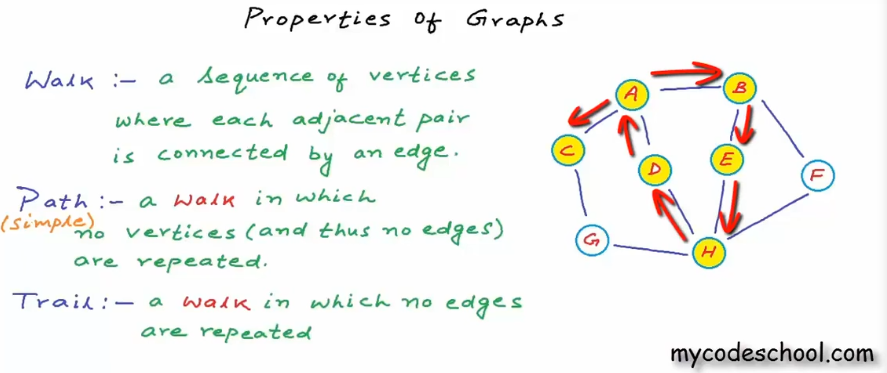 Properties of Graphs
Walk :- a sequence of vertices
where each adjacent pair
is connected by an edge.
Path :- a walk in which
(simple) no vertices (and thus no edges)
are repeated.
Trail :- a walk in which no edges
are repeated
A
B
C
D
E
F
G
H
mycodeschool.com